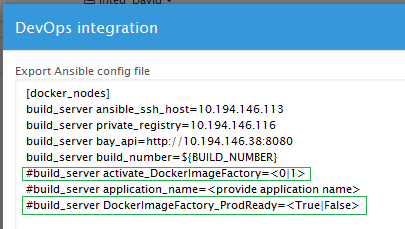 DevOps integration
Export Ansible config file
[docker_nodes]
build_server ansible_ssh_host=10.194.146.113
build_server private_registry=10.194.146.116
build_server bay_api=http://10.194.146.38:8080
build_server build_number=${BUILD_NUMBER}
#build_server activate_DockerImageFactory=<0|1>
#build_server application_name=<provide application name>
#build_server DockerImageFactory_ProdReady=<True|False>